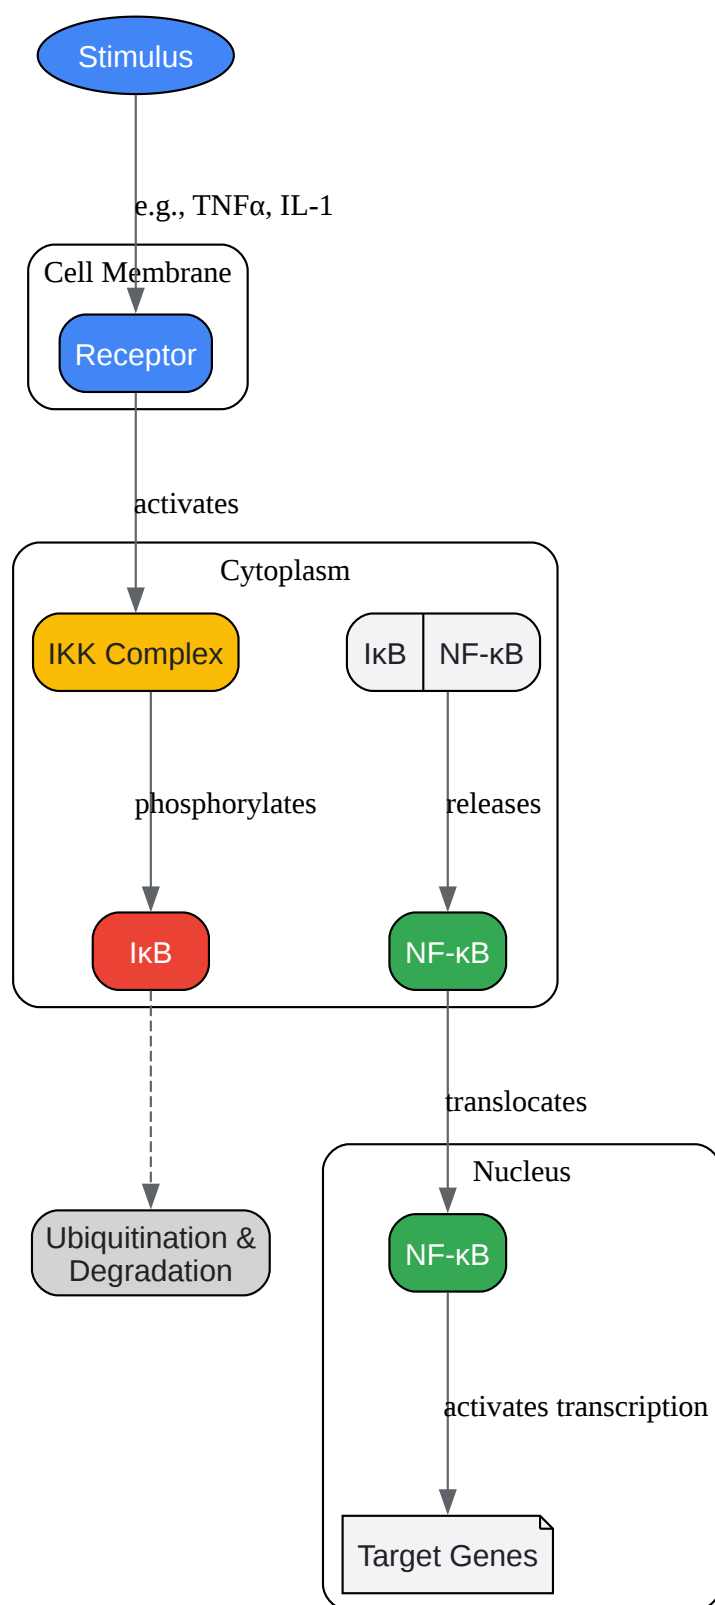 Stimulus
e.g., TNFα, IL-1
Cell Membrane
Receptor
activates
Cytoplasm
IKK Complex
IκB
NF-κB
phosphorylates
releases
IκB
NF-κB
translocates
Nucleus
Ubiquitination &
Degradation
NF-κB
activates transcription
Target Genes